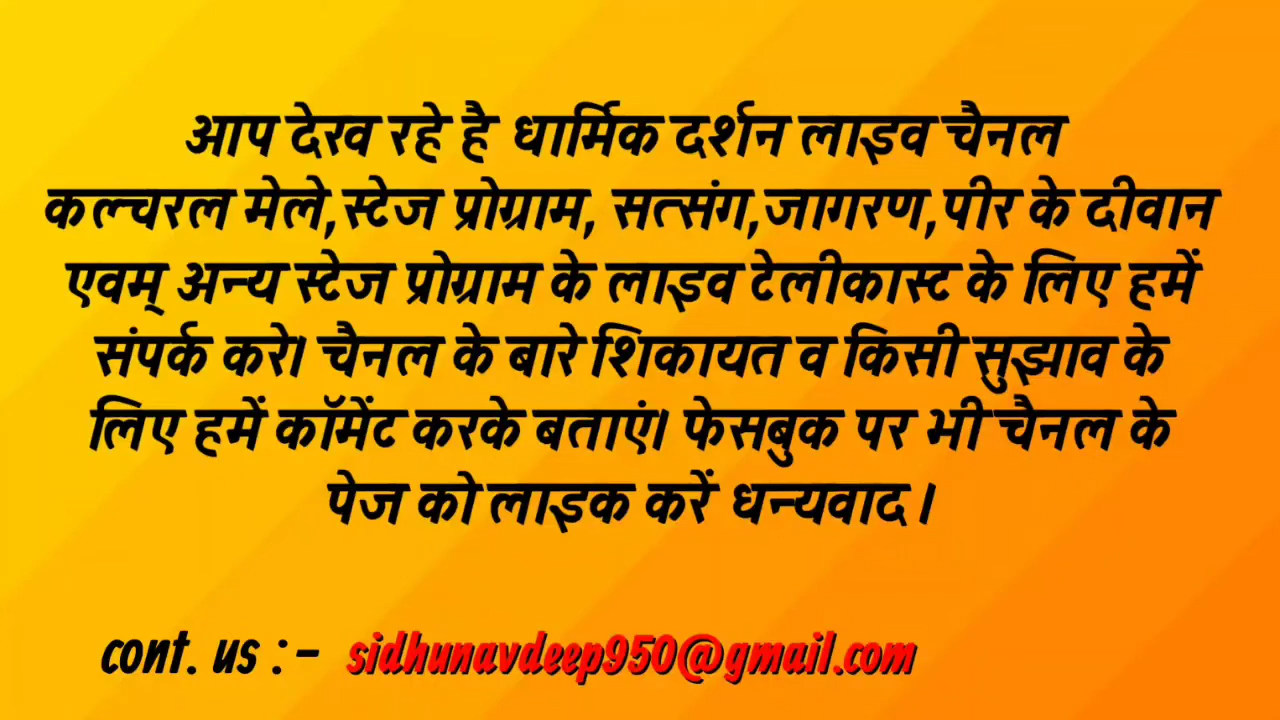 आप देख रहे है धार्मिक दर्शन लाइव चैनल
कल्चरल मेले,स्टेज प्रोग्राम, सत्संग,जागरण,पीर के दीवान
एवम् अन्य स्टेज प्रोग्राम के लाइव टेलीकास्ट के लिए हमें
संपर्क करे। चैनल के बारे शिकायत व किसी सुझाव के
लिए हमें कॉमेंट करके बताएं। फेसबुक पर भी चैनल के
पेज को लाइक करें धन्यवाद ।
cont. us :- sidhunavdeep950@gmail.com